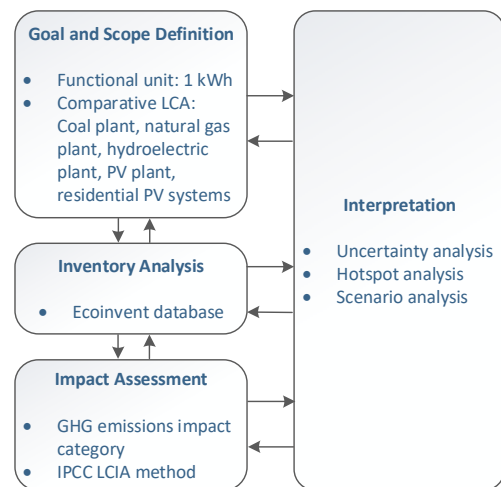 Goal and Scope Definition
• Functional unit: 1 kWh
• Comparative LCA:
Coal plant, natural gas
plant, hydroelectric
plant, PV plant,
residential PV systems
Inventory Analysis
• Ecoinvent database
Impact Assessment
• GHG emissions impact
category
• IPCC LCIA method
Interpretation
• Uncertainty analysis
• Hotspot analysis
• Scenario analysis